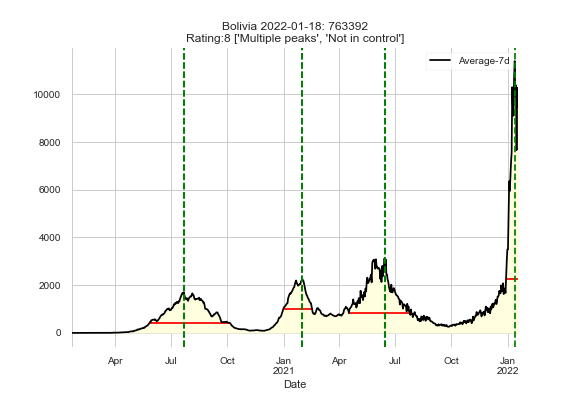 Bolivia 2022-01-18: 763392
Rating:8 ['Multiple peaks', 'Not in control']
Average-7d
10000
8000
6000
4000
2000
0
Apr Jul Oct Jan Apr Jul Oct Jan
2021 2022
Date